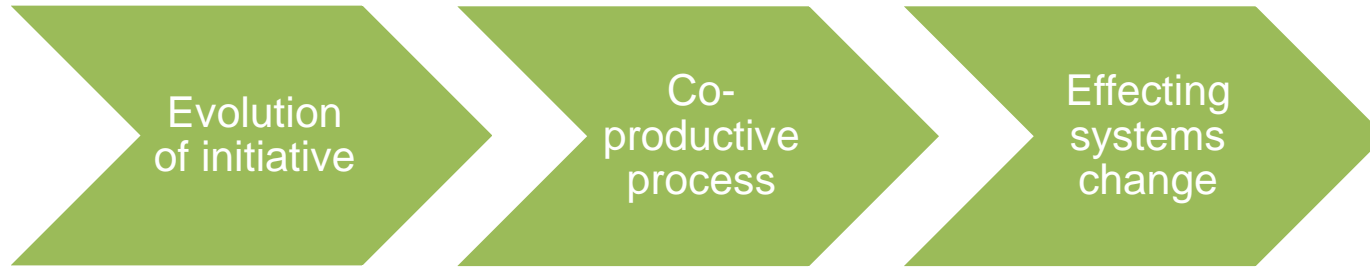 Evolution
of initiative
Co-
productive
process
Effecting
systems
change